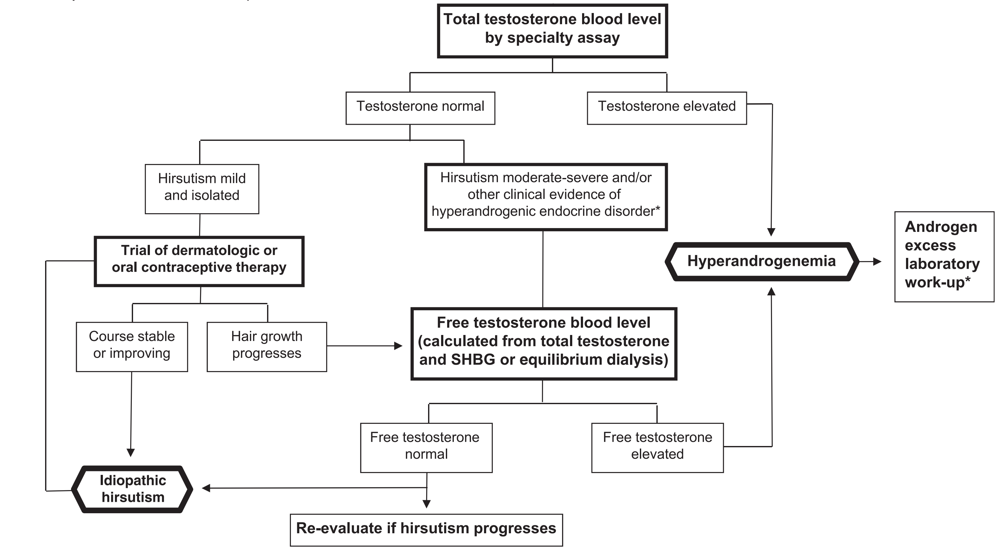 Total testosterone blood level
by specialty assay
Testosterone normal
Testosterone elevated
Hirsutism mild
and isolated
Hirsutism moderate-severe and/or
other clinical evidence of
hyperandrogenic endocrine disorder*
Androgen
excess
laboratory
work-up*
Trial of dermatologic or
oral contraceptive therapy
Hyperandrogenemia
Course stable
or improving
Hair growth
progresses
Free testosterone blood level
(calculated from total testosterone
and SHBG or equilibrium dialysis)
Free testosterone
normal
Free testosterone
elevated
Idiopathic
hirsutism
Re-evaluate if hirsutism progresses